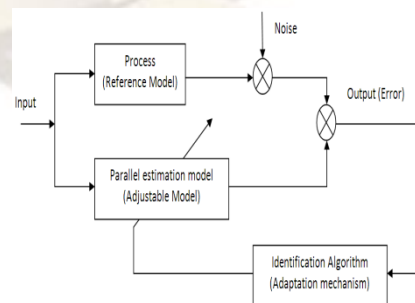 Noise
Process
(Reference Model)
Input
Output (Error)
Parallel estimation model
(Adjustable Model)
Identification Algorithm
(Adaptation mechanism)